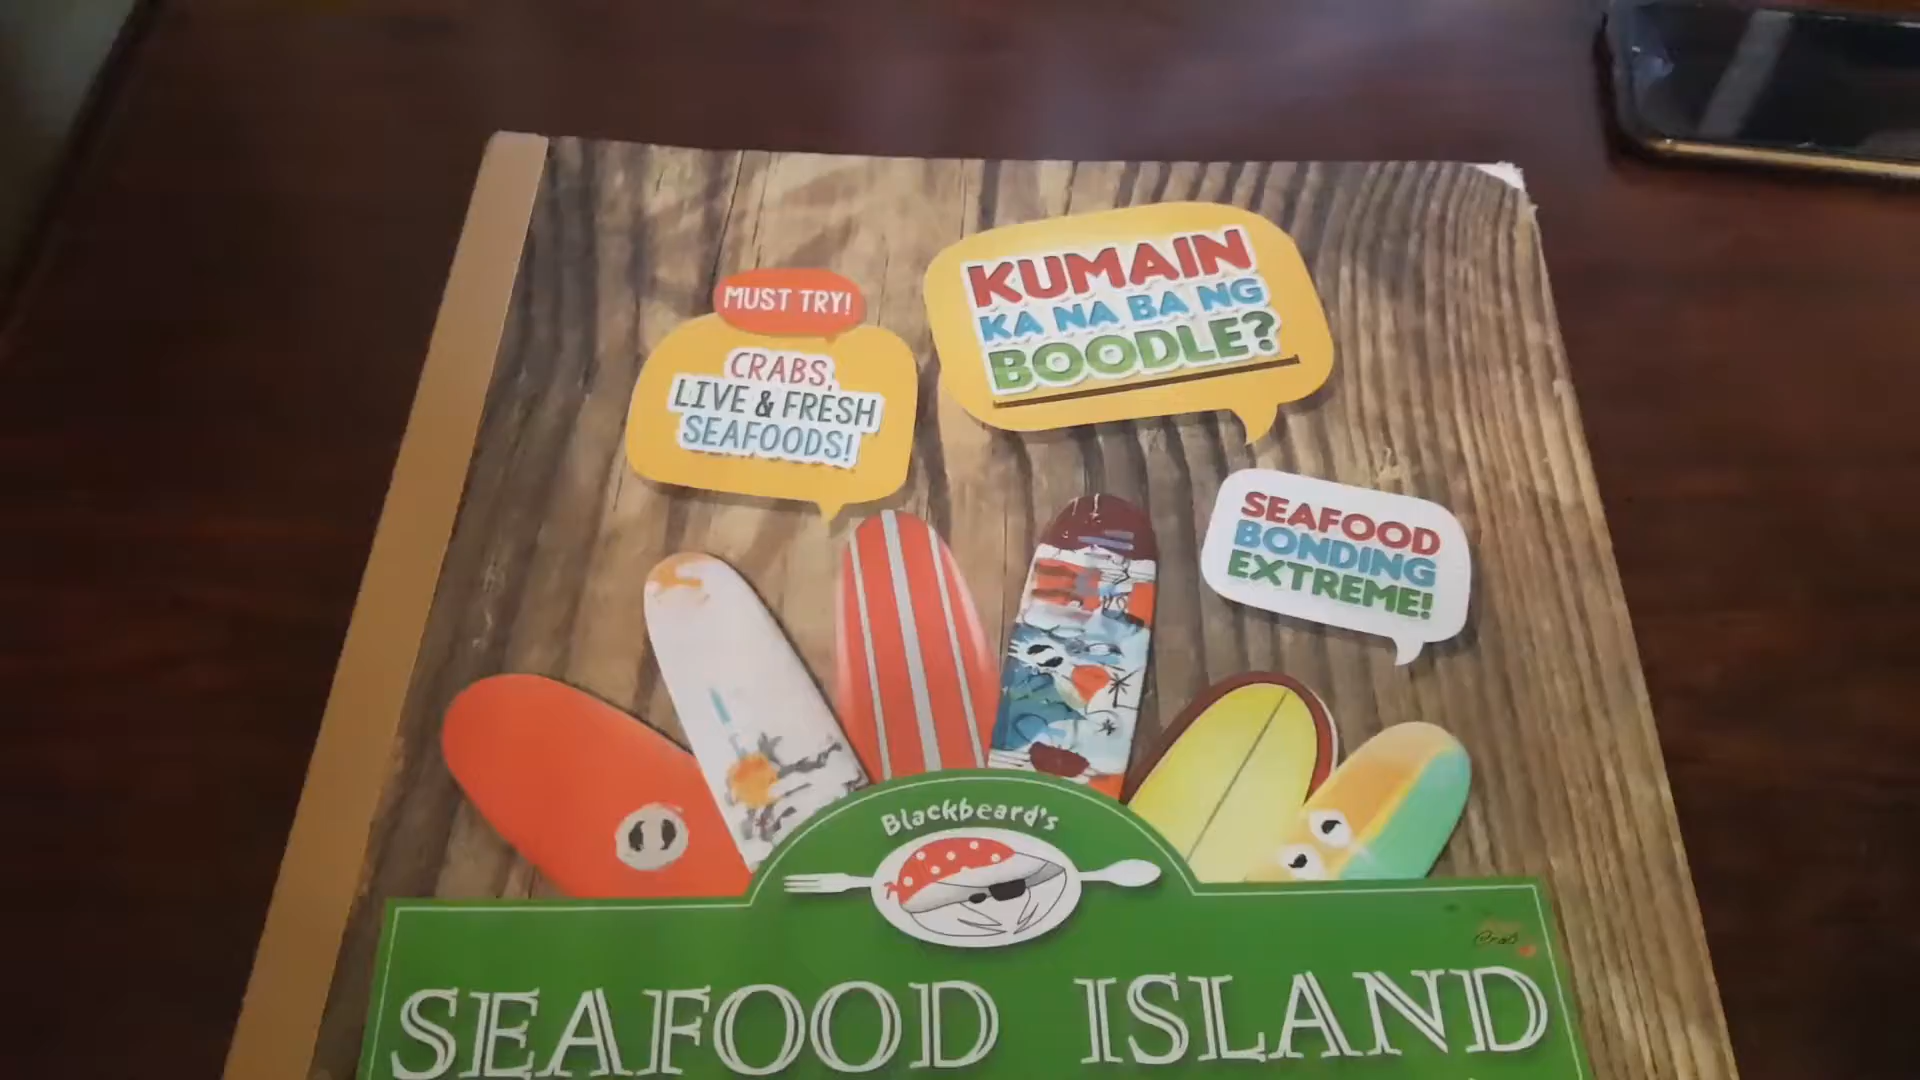 MUST TRY!
CRABS,
LIVE & FRESH
SEAFOODS!
KUMAIN
KA NA BA NG
BOODLE?
SEAFOOD
BONDING
EXTREME!
Blackbeard's
SEAFOOD ISLAND